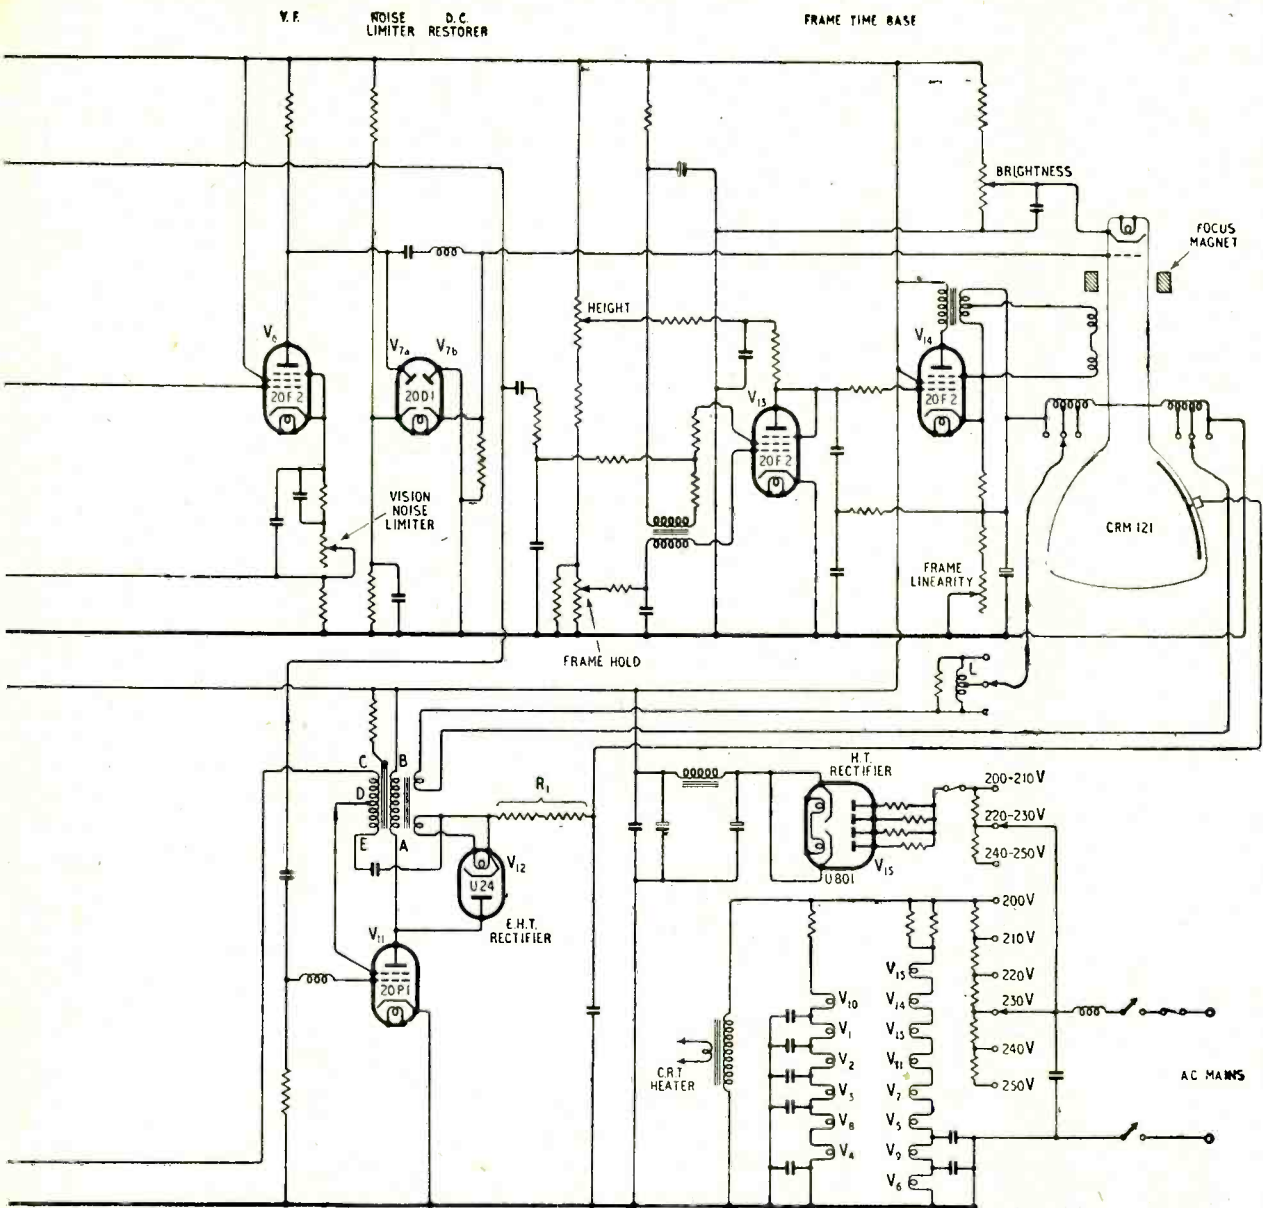 V.F.
NOISE LIMITER
D.C. RESTORER
FRAME TIME BASE
BRIGHTNESS
FOCUS MAGNET
HEIGHT
V6
20F2
V7a
V7b
20D1
V13
20F2
V14
20F2
VISION NOISE LIMITER
CRM 121
FRAME LINEARITY
FRAME HOLD
L
C
B
D
E
A
R1
H.T. RECTIFIER
200-210V
220-230V
240-250V
U801
V15
V12
U24
E.H.T. RECTIFIER
V11
20P1
200V
210V
220V
230V
240V
250V
V10
V1
V2
V3
V8
V4
V15
V14
V13
V11
V7
V5
V9
V6
C.R.T HEATER
A.C. MAINS